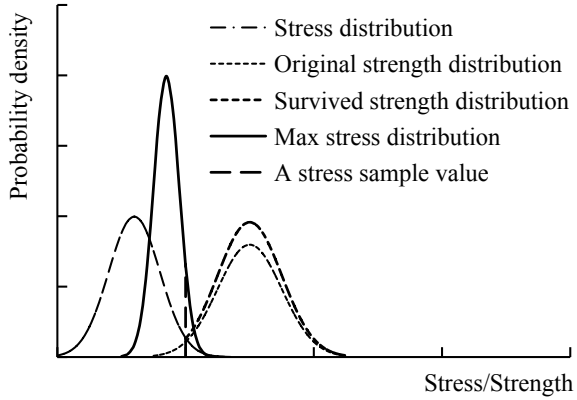 Probability density
Stress distribution
Original strength distribution
Survived strength distribution
Max stress distribution
A stress sample value
Stress/Strength